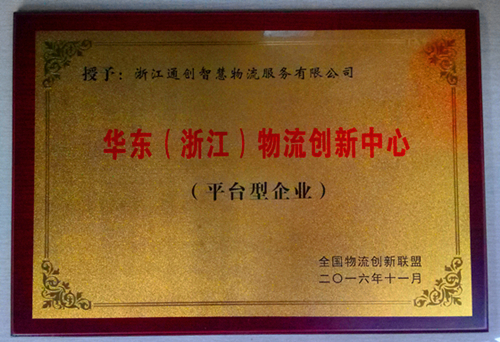 授予：浙江通创智慧物流服务有限公司
华东（浙江）物流创新中心
（平台型企业）
全国物流创新联盟
二〇一六年十一月